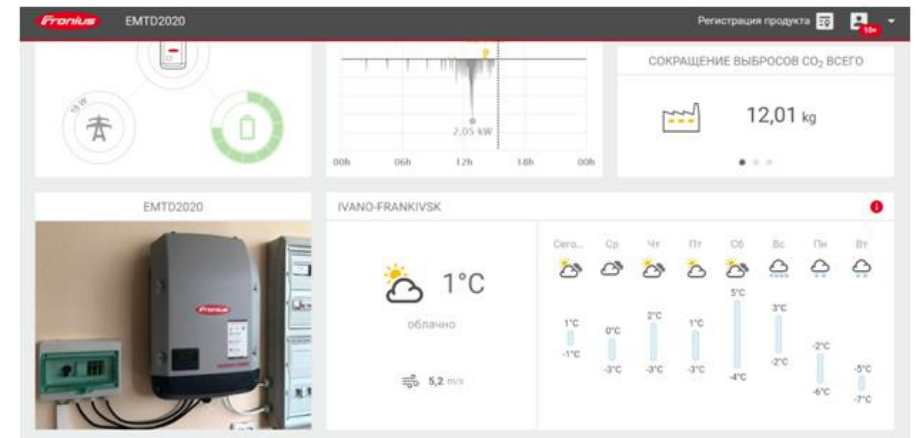 Fronius EMTD2020 Регистрация продукта 10+
15 W
2,05 kW
00h 06h 12h 18h 00h
СОКРАЩЕНИЕ ВЫБРОСОВ CO₂ ВСЕГО
12,01 kg
EMTD2020
Fronius
IVANO-FRANKIVSK
1°C
облачно
5,2 m/s
Сего... Ср Чт Пт Сб Вс Пн Вт
1°C 0°C 2°C 1°C 5°C 3°C -2°C -5°C
-1°C -3°C -3°C -3°C -4°C -2°C -6°C -7°C